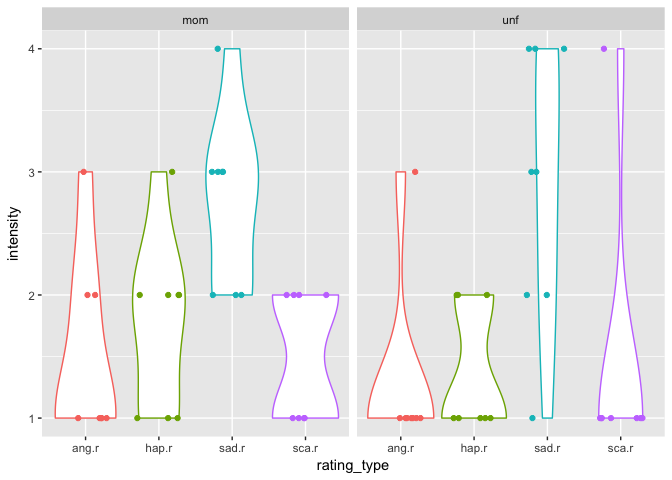 mom
unf
4
3
2
1
intensity
ang.r
hap.r
sad.r
sca.r
ang.r
hap.r
sad.r
sca.r
rating_type